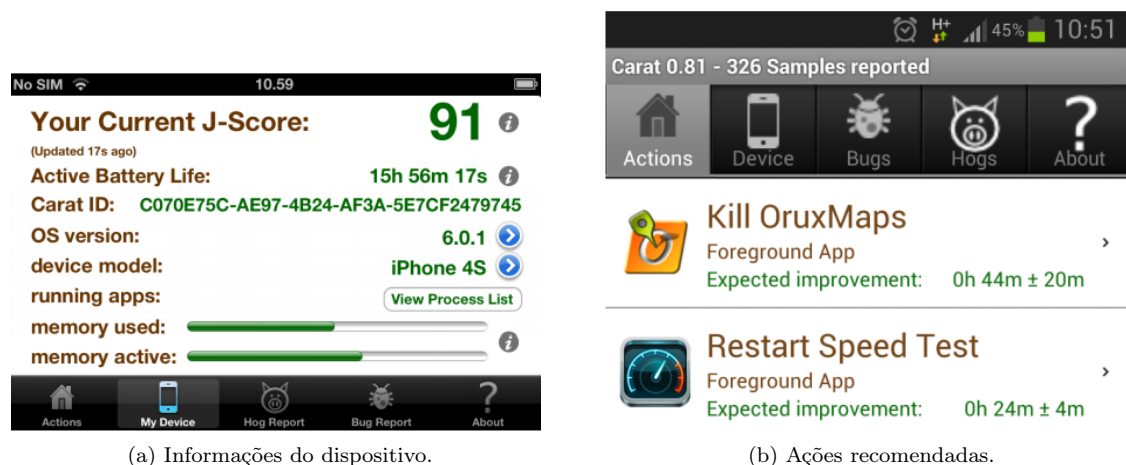 No SIM 10.59
Your Current J-Score: 91
(Updated 17s ago)
Active Battery Life: 15h 56m 17s
Carat ID: C070E75C-AE97-4B24-AF3A-5E7CF2479745
OS version: 6.0.1
device model: iPhone 4S
running apps: View Process List
memory used:
memory active:
Actions My Device Hog Report Bug Report About
(a) Informações do dispositivo.
H+ 45% 10:51
Carat 0.81 - 326 Samples reported
Actions Device Bugs Hogs About
Kill OruxMaps
Foreground App
Expected improvement: 0h 44m ± 20m
Restart Speed Test
Foreground App
Expected improvement: 0h 24m ± 4m
(b) Ações recomendadas.